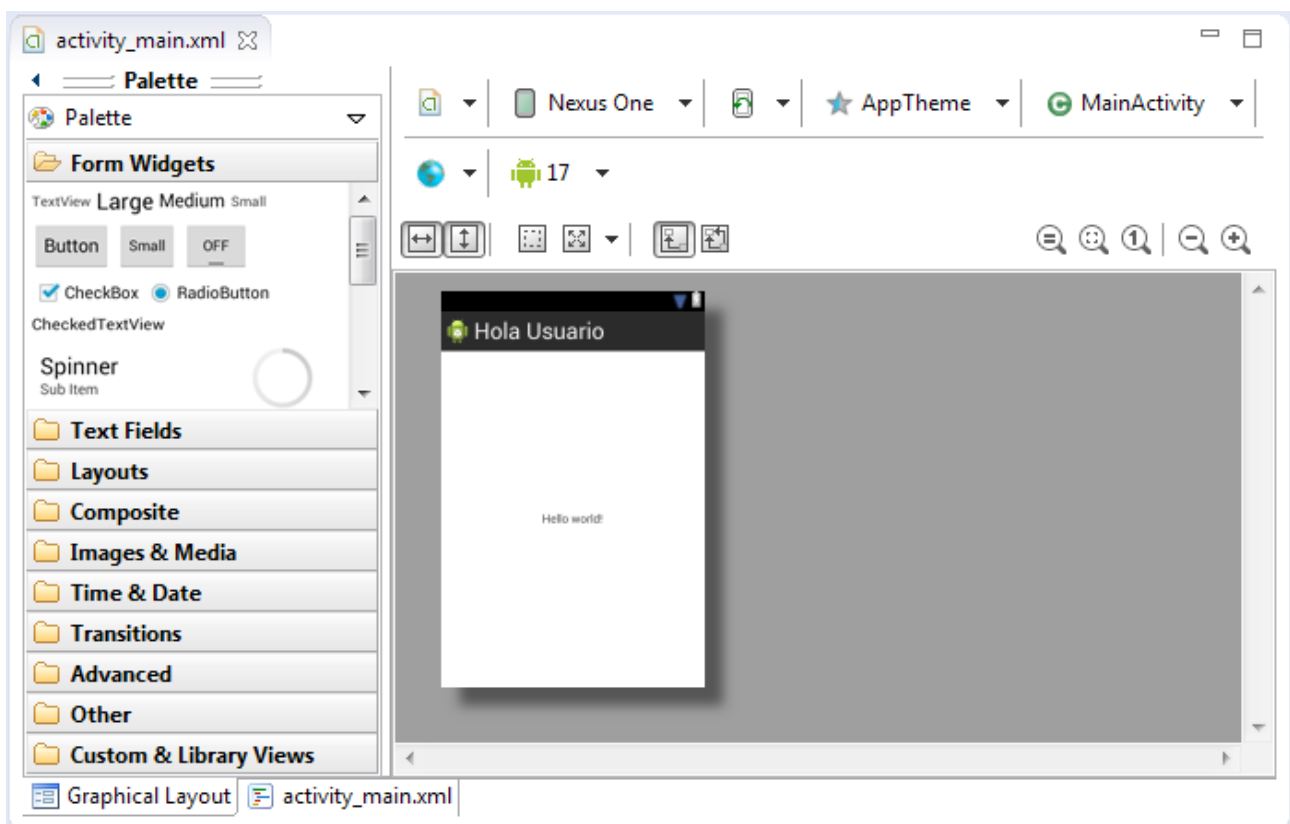 activity_main.xml
Palette
Palette
Form Widgets
TextView Large Medium Small
Button Small OFF
CheckBox RadioButton
CheckedTextView
Spinner
Sub Item
Text Fields
Layouts
Composite
Images & Media
Time & Date
Transitions
Advanced
Other
Custom & Library Views
Nexus One AppTheme MainActivity
17
Hola Usuario
Hello world!
Graphical Layout activity_main.xml